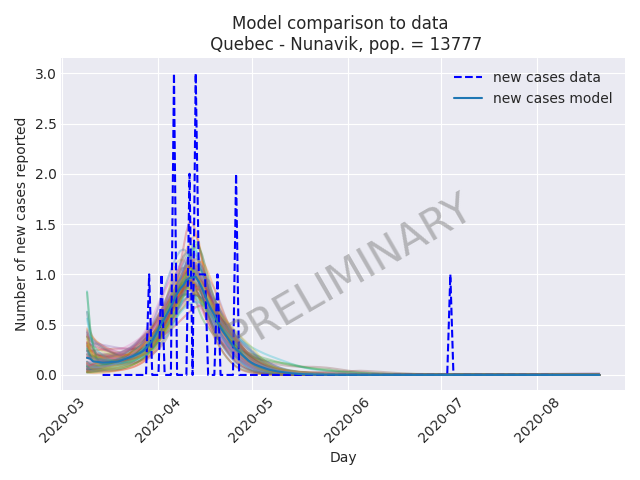 Model comparison to data
Quebec - Nunavik, pop. = 13777
new cases data
new cases model
3.0
2.5
2.0
1.5
1.0
0.5
0.0
Number of new cases reported
PRELIMINARY
2020-03
2020-04
2020-05
2020-06
2020-07
2020-08
Day